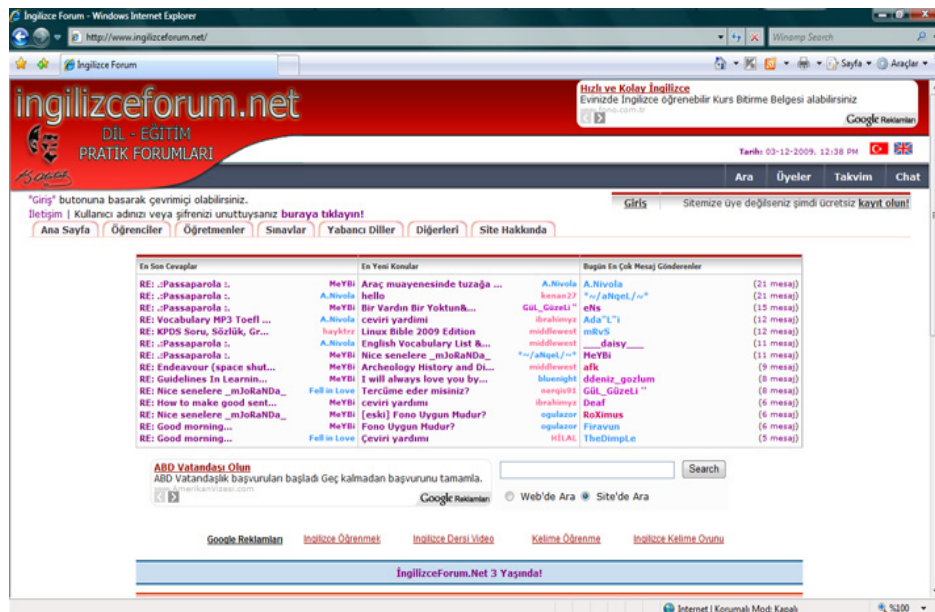 İngilizce Forum - Windows Internet Explorer
http://www.ingilizceforum.net/
Winamp Search
İngilizce Forum
Sayfa
Araçlar
ingilizceforum.net
DİL - EĞİTİM
PRATİK FORUMLARI
Hızlı ve Kolay İngilizce
Evinizde İngilizce öğrenebilir Kurs Bitirme Belgesi alabilirsiniz
www.fono.com.tr
Google Reklamları
Tarih: 03-12-2009, 12:38 PM
Ara Üyeler Takvim Chat
"Giriş" butonuna basarak çevrimiçi olabilirsiniz.
İletişim | Kullanıcı adınızı veya şifrenizi unuttuysanız buraya tıklayın!
Giriş Sitemize üye değilseniz şimdi ücretsiz kayıt olun!
Ana Sayfa Öğrenciler Öğretmenler Sınavlar Yabancı Diller Diğerleri Site Hakkında
En Son Cevaplar En Yeni Konular Bugün En Çok Mesaj Gönderenler
RE: .:Passaparola :. MeYBi Araç muayenesinde tuzağa ... A.Nivola A.Nivola (21 mesaj)
RE: .:Passaparola :. A.Nivola hello kenan27 "~/aNqeL/~" (21 mesaj)
RE: .:Passaparola :. MeYBi Bir Vardın Bir Yoktun&... GüL_GüzeLi " eNs (15 mesaj)
RE: Vocabulary MP3 Toefl ... A.Nivola ceviri yardimi ibrahimyz Ada"L"i (12 mesaj)
RE: KPDS Soru, Sözlük, Gr... hayktrz Linux Bible 2009 Edition middlewest mRvS (12 mesaj)
RE: .:Passaparola :. A.Nivola English Vocabulary List &... middlewest ___daisy___ (11 mesaj)
RE: .:Passaparola :. MeYBi Nice senelere _mJoRaNDa_ "~/aNqeL/~" MeYBi (11 mesaj)
RE: Endeavour (space shut... MeYBi Archeology History and Di... middlewest afk (9 mesaj)
RE: Guidelines In Learnin... MeYBi I will always love you by... bluenight ddeniz_gozlum (8 mesaj)
RE: Nice senelere _mJoRaNDa_ Fell in Love Tercüme eder misiniz? nergis91 GüL_GüzeLi " (8 mesaj)
RE: How to make good sent... MeYBi ceviri yardımı ibrahimyz Deaf (6 mesaj)
RE: Nice senelere _mJoRaNDa_ MeYBi [eski] Fono Uygun Mudur? ogulazor RoXimus (6 mesaj)
RE: Good morning... MeYBi Fono Uygun Mudur? ogulazor Firavun (6 mesaj)
RE: Good morning... Fell in Love Çeviri yardımı HİLAL TheDimpLe (5 mesaj)
ABD Vatandaşı Olun
ABD Vatandaşlık başvuruları başladı Geç kalmadan başvurunu tamamla.
www.AmerikanVizesi.com
Google Reklamları
Search
Web'de Ara Site'de Ara
Google Reklamları İngilizce Öğrenmek İngilizce Dersi Video Kelime Öğrenme İngilizce Kelime Oyunu
İngilizceForum.Net 3 Yaşında!
Internet | Korumalı Mod: Kapalı %100